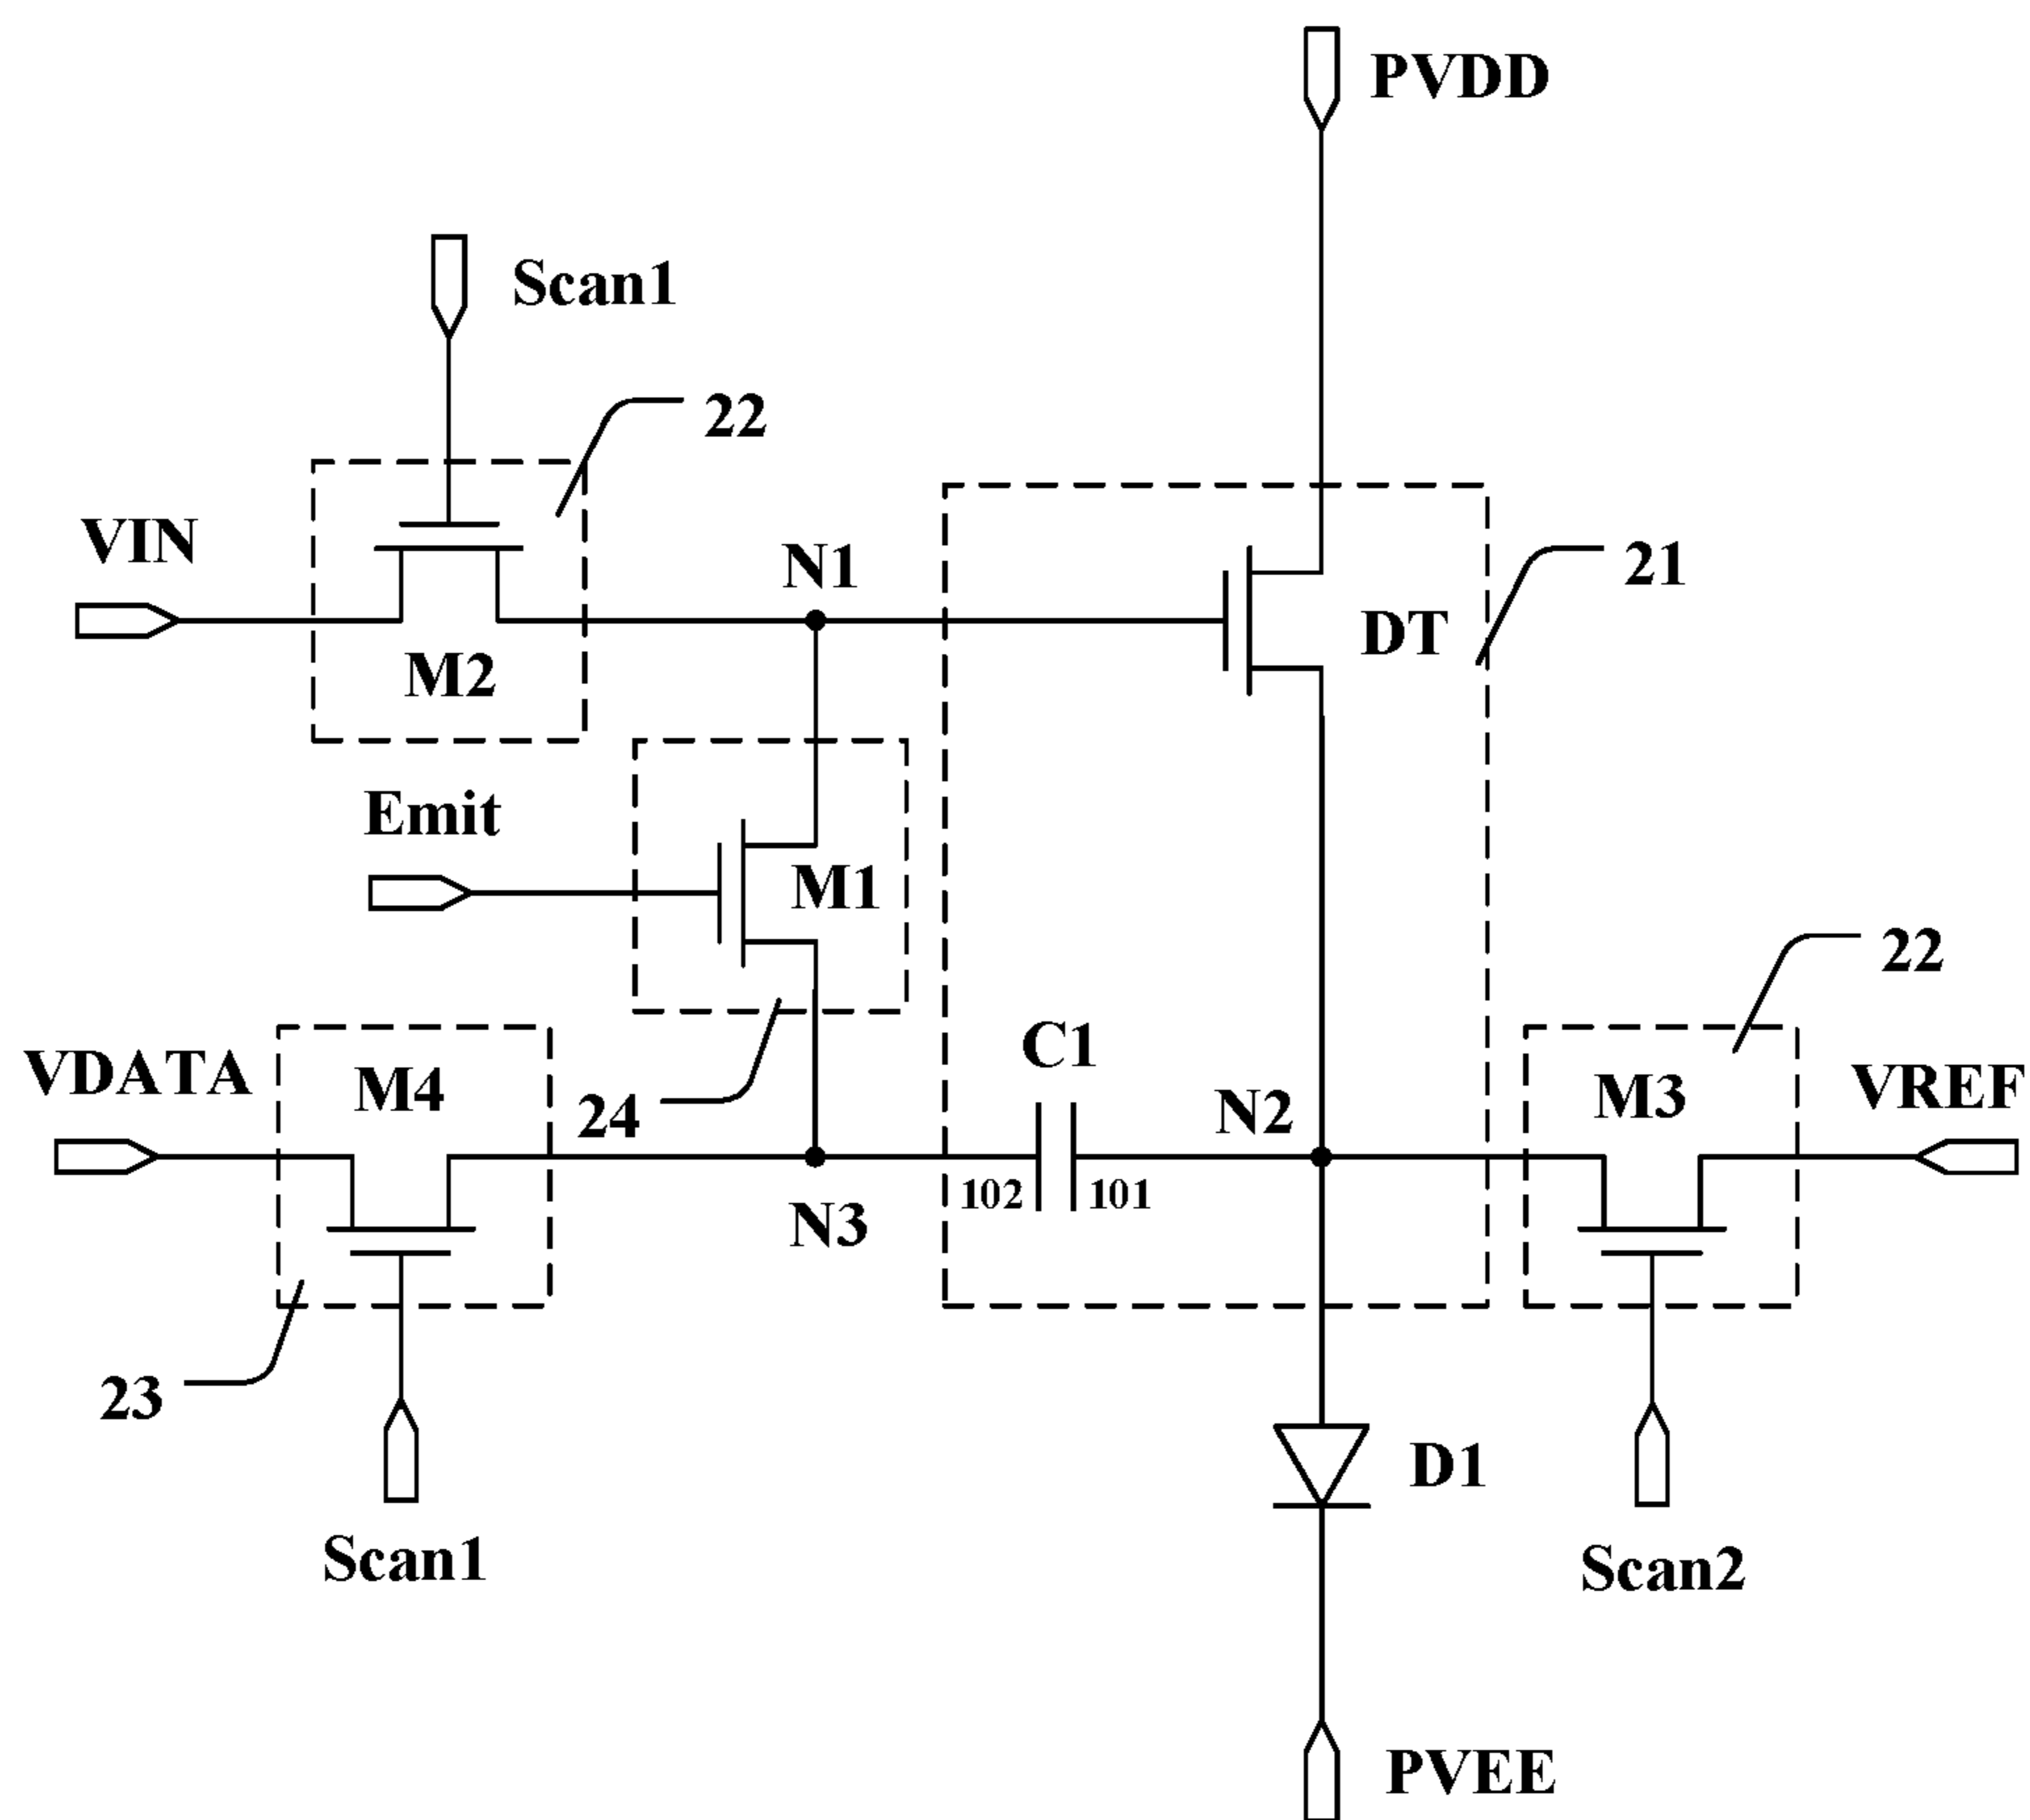 PVDD
Scan1
22
VIN
N1
21
DT
M2
Emit
M1
22
C1
VDATA
M4
M3
VREF
24
N2
102
101
N3
23
D1
Scan1
Scan2
PVEE